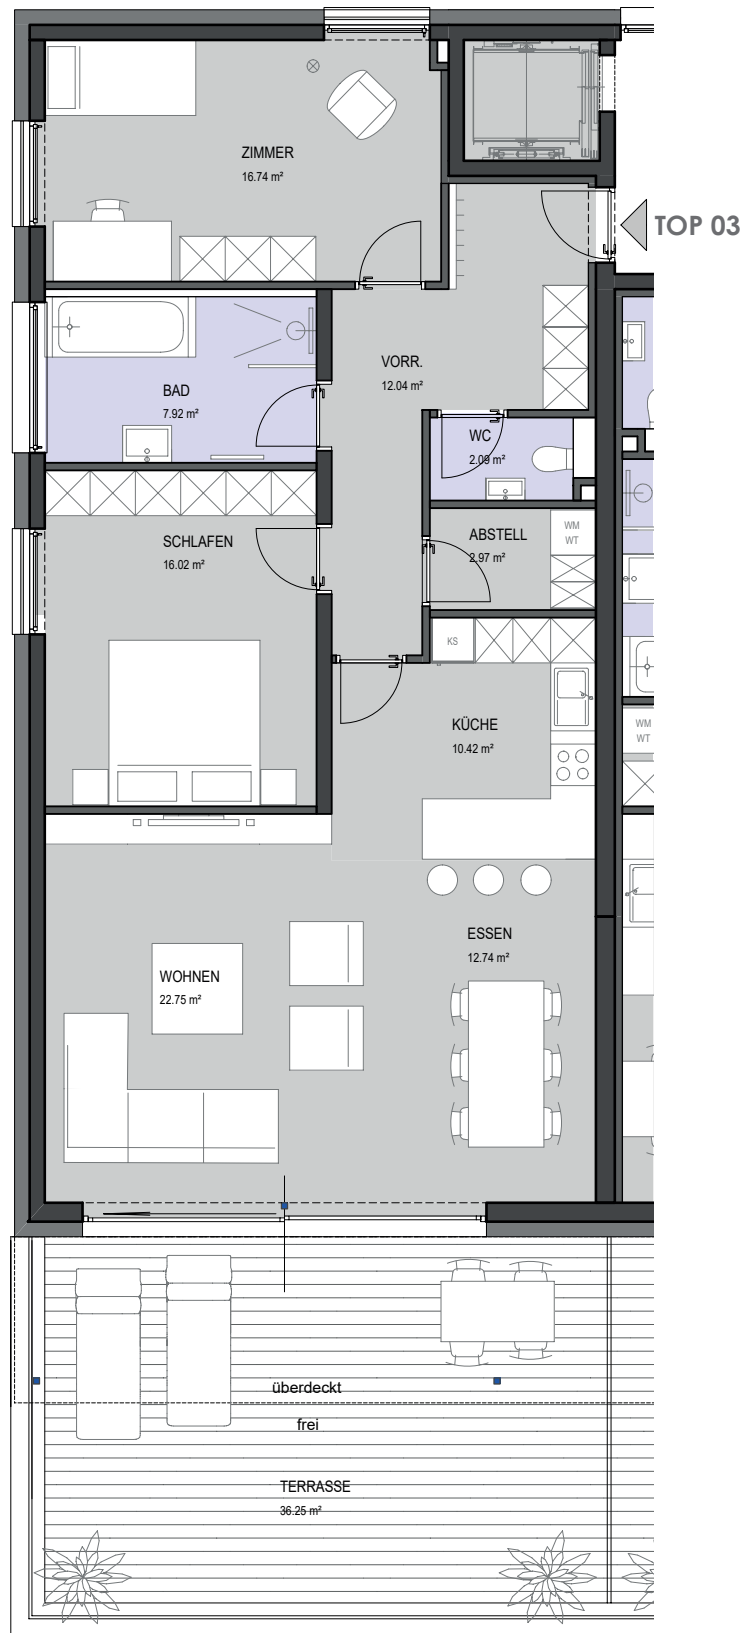 ZIMMER
16.74 m²
TOP 03
VORR.
12.04 m²
BAD
7.92 m²
WC
2.09 m²
SCHLAFEN
16.02 m²
ABSTELL
2.97 m²
WM
WT
KS
KÜCHE
10.42 m²
WM
WT
ESSEN
12.74 m²
WOHNEN
22.75 m²
überdeckt
frei
TERRASSE
36.25 m²